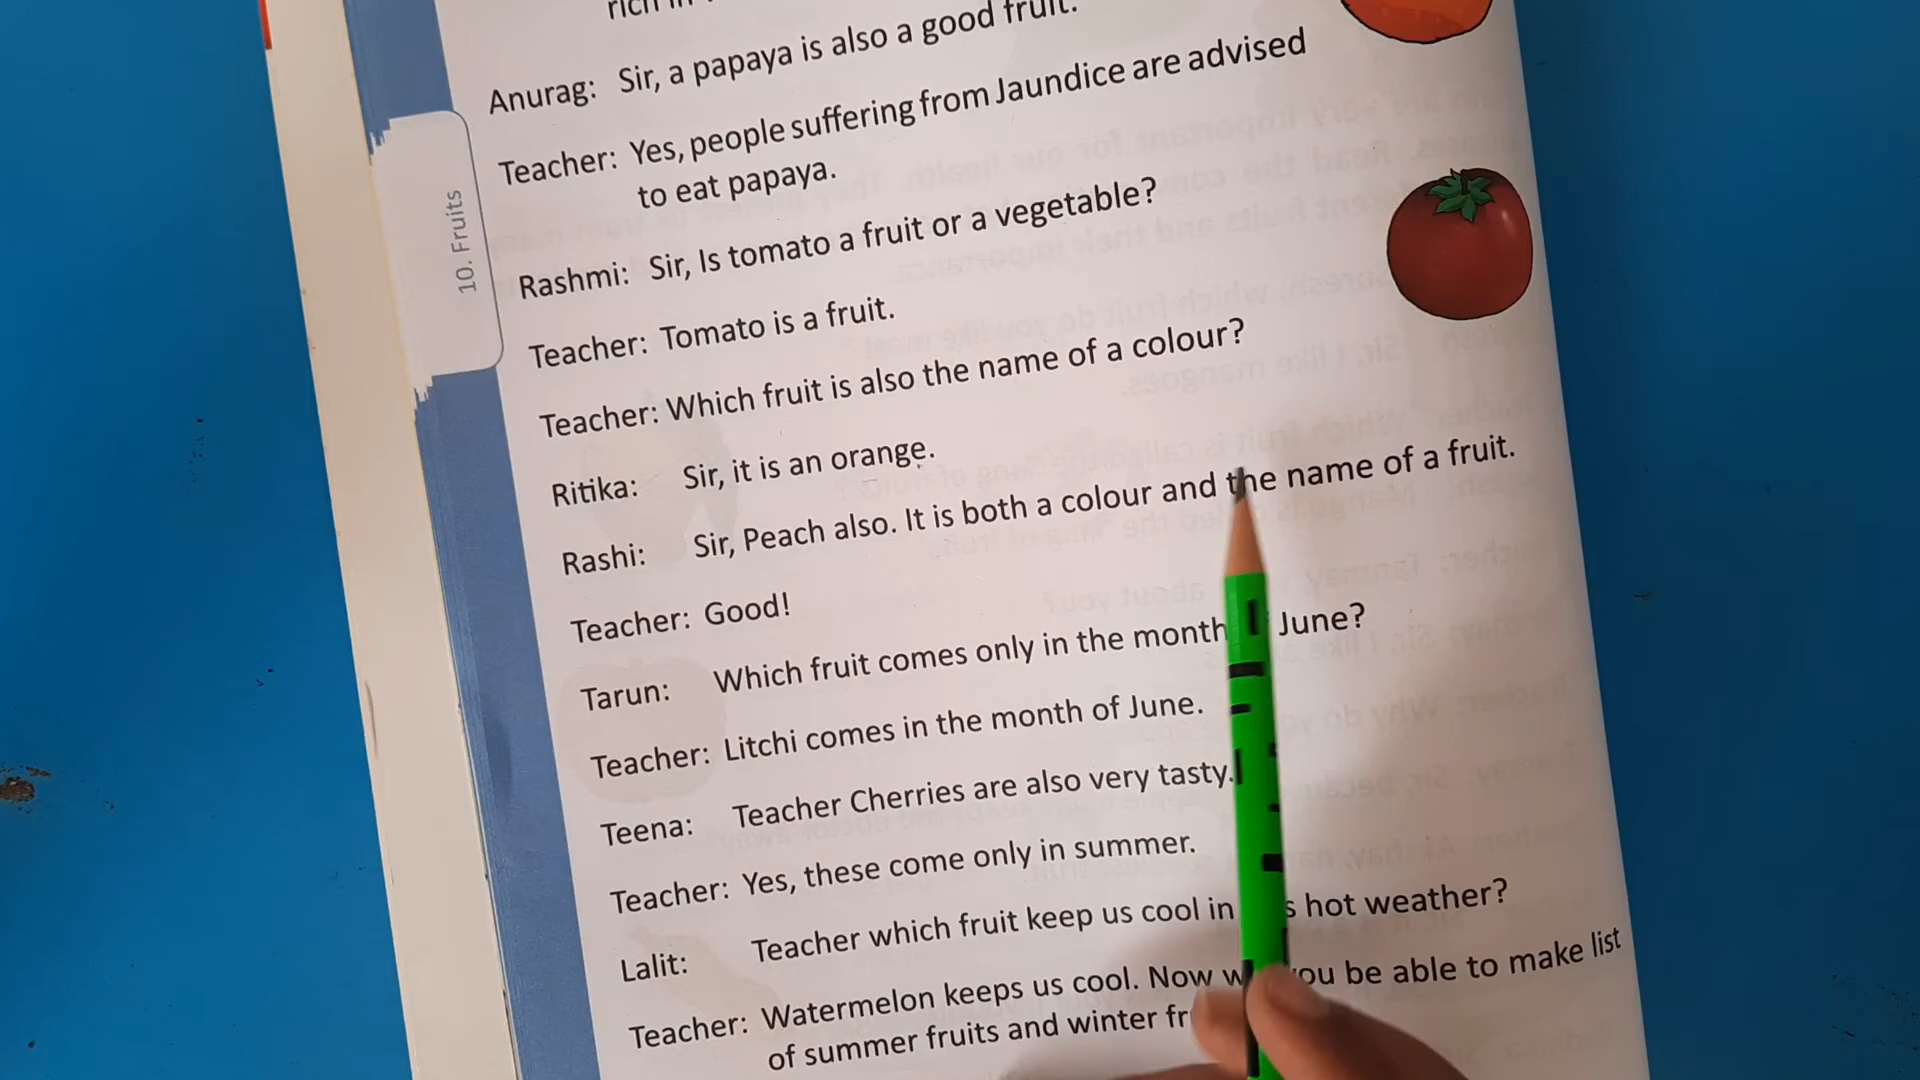 rich in
Anurag: Sir, a papaya is also a good fruit.
Teacher: Yes, people suffering from Jaundice are advised
to eat papaya.
Rashmi: Sir, Is tomato a fruit or a vegetable?
Teacher: Tomato is a fruit.
Teacher: Which fruit is also the name of a colour?
Ritika: Sir, it is an orange.
Rashi: Sir, Peach also. It is both a colour and the name of a fruit.
Teacher: Good!
Tarun: Which fruit comes only in the month June?
Teacher: Litchi comes in the month of June.
Teena: Teacher Cherries are also very tasty.
Teacher: Yes, these come only in summer.
Lalit: Teacher which fruit keep us cool in hot weather?
Teacher: Watermelon keeps us cool. Now be able to make list
of summer fruits and winter
10. Fruits